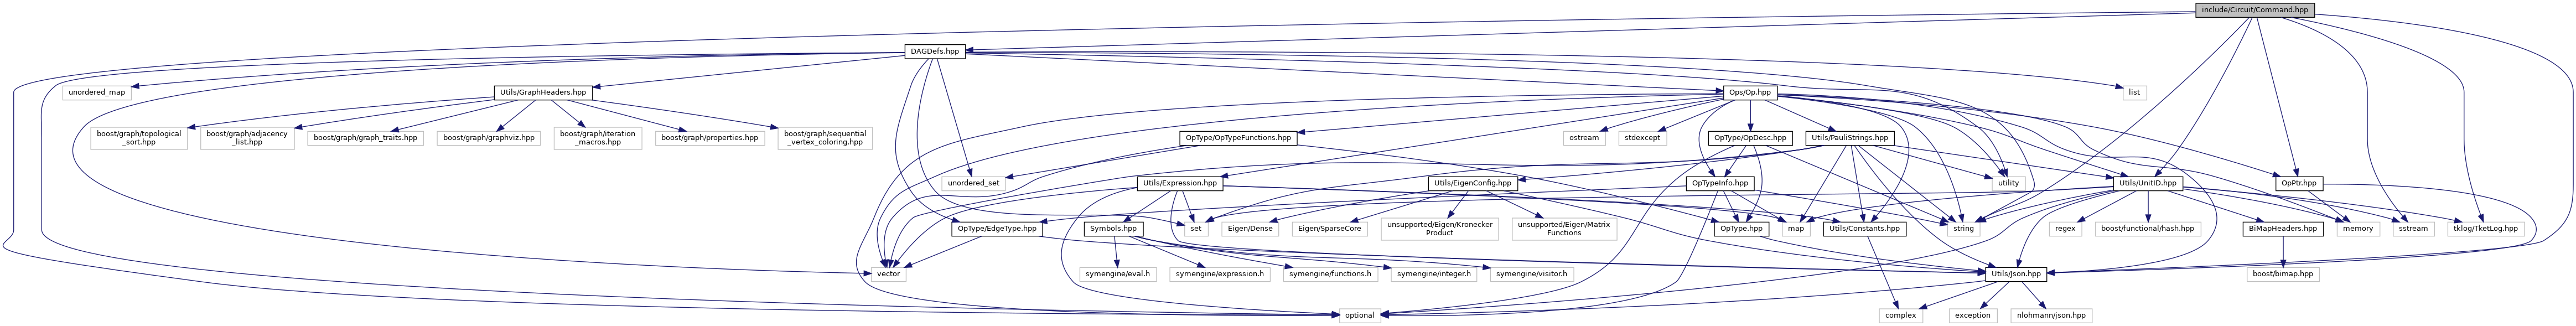 include/Circuit/Command.hpp
DAGDefs.hpp
unordered_map
Utils/GraphHeaders.hpp
Ops/Op.hpp
list
boost/graph/topological
_sort.hpp
boost/graph/adjacency
_list.hpp
boost/graph/graph_traits.hpp
boost/graph/graphviz.hpp
boost/graph/iteration
_macros.hpp
boost/graph/properties.hpp
boost/graph/sequential
_vertex_coloring.hpp
OpType/OpTypeFunctions.hpp
ostream
stdexcept
OpType/OpDesc.hpp
Utils/PauliStrings.hpp
unordered_set
Utils/Expression.hpp
Utils/EigenConfig.hpp
OpTypeInfo.hpp
utility
Utils/UnitID.hpp
OpPtr.hpp
OpType/EdgeType.hpp
Symbols.hpp
set
Eigen/Dense
Eigen/SparseCore
unsupported/Eigen/Kronecker
Product
unsupported/Eigen/Matrix
Functions
OpType.hpp
map
Utils/Constants.hpp
string
regex
boost/functional/hash.hpp
BiMapHeaders.hpp
memory
sstream
tklog/TketLog.hpp
vector
symengine/eval.h
symengine/expression.h
symengine/functions.h
symengine/integer.h
symengine/visitor.h
Utils/Json.hpp
boost/bimap.hpp
optional
complex
exception
nlohmann/json.hpp